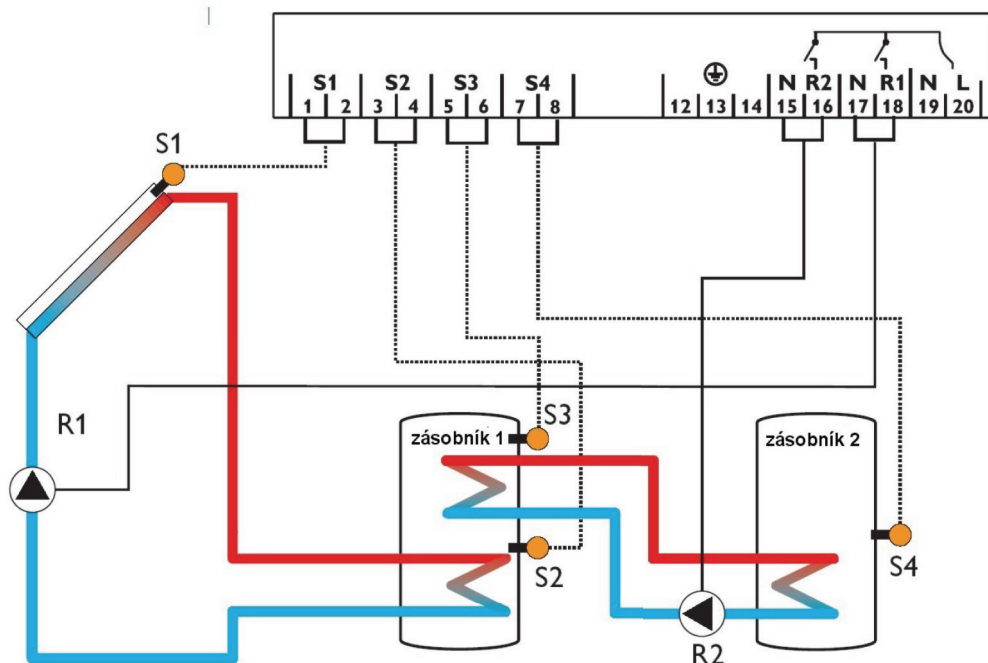 S1 S2 S3 S4 N R2 N R1 N L
1 2 3 4 5 6 7 8 12 13 14 15 16 17 18 19 20
S1
R1
S3
zásobník 1
zásobník 2
S2
S4
R2